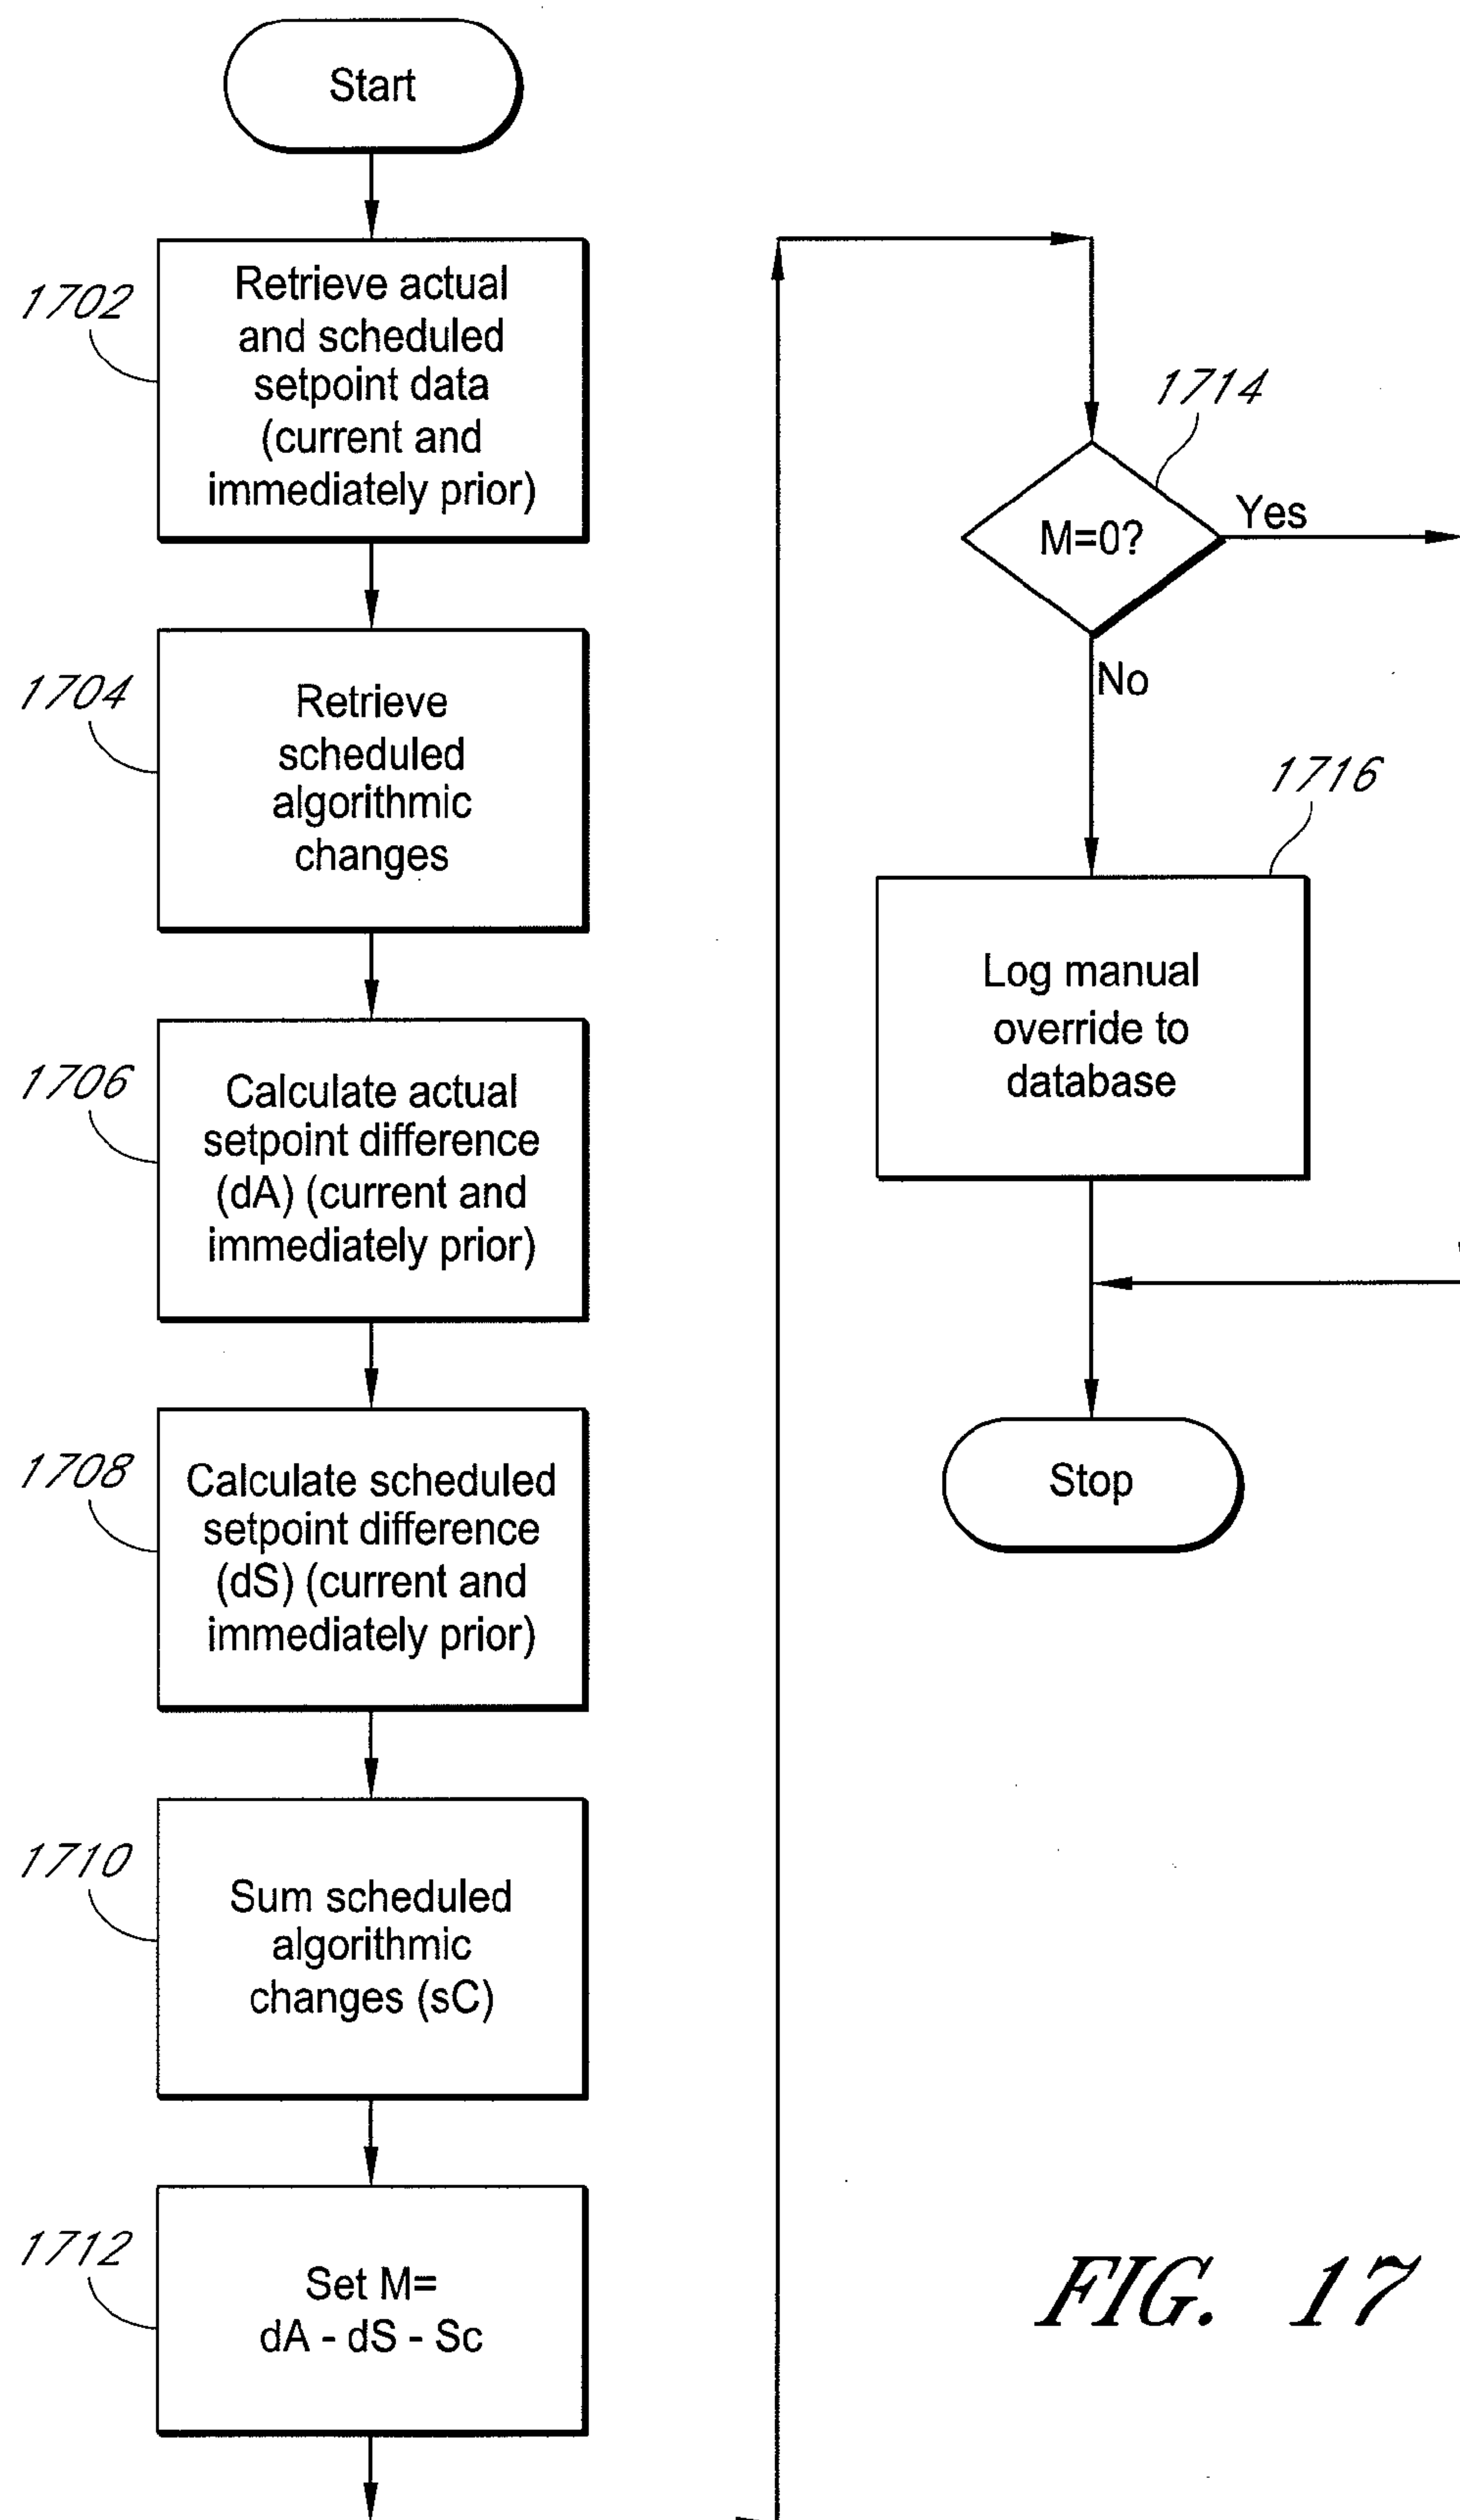 Start
1702
Retrieve actual
and scheduled
setpoint data
(current and
immediately prior)
1704
Retrieve
scheduled
algorithmic
changes
1706
Calculate actual
setpoint difference
(dA) (current and
immediately prior)
1708
Calculate scheduled
setpoint difference
(dS) (current and
immediately prior)
1710
Sum scheduled
algorithmic
changes (sC)
1712
Set M=
dA - dS - Sc
1714
M=0?
Yes
No
1716
Log manual
override to
database
Stop
FIG. 17